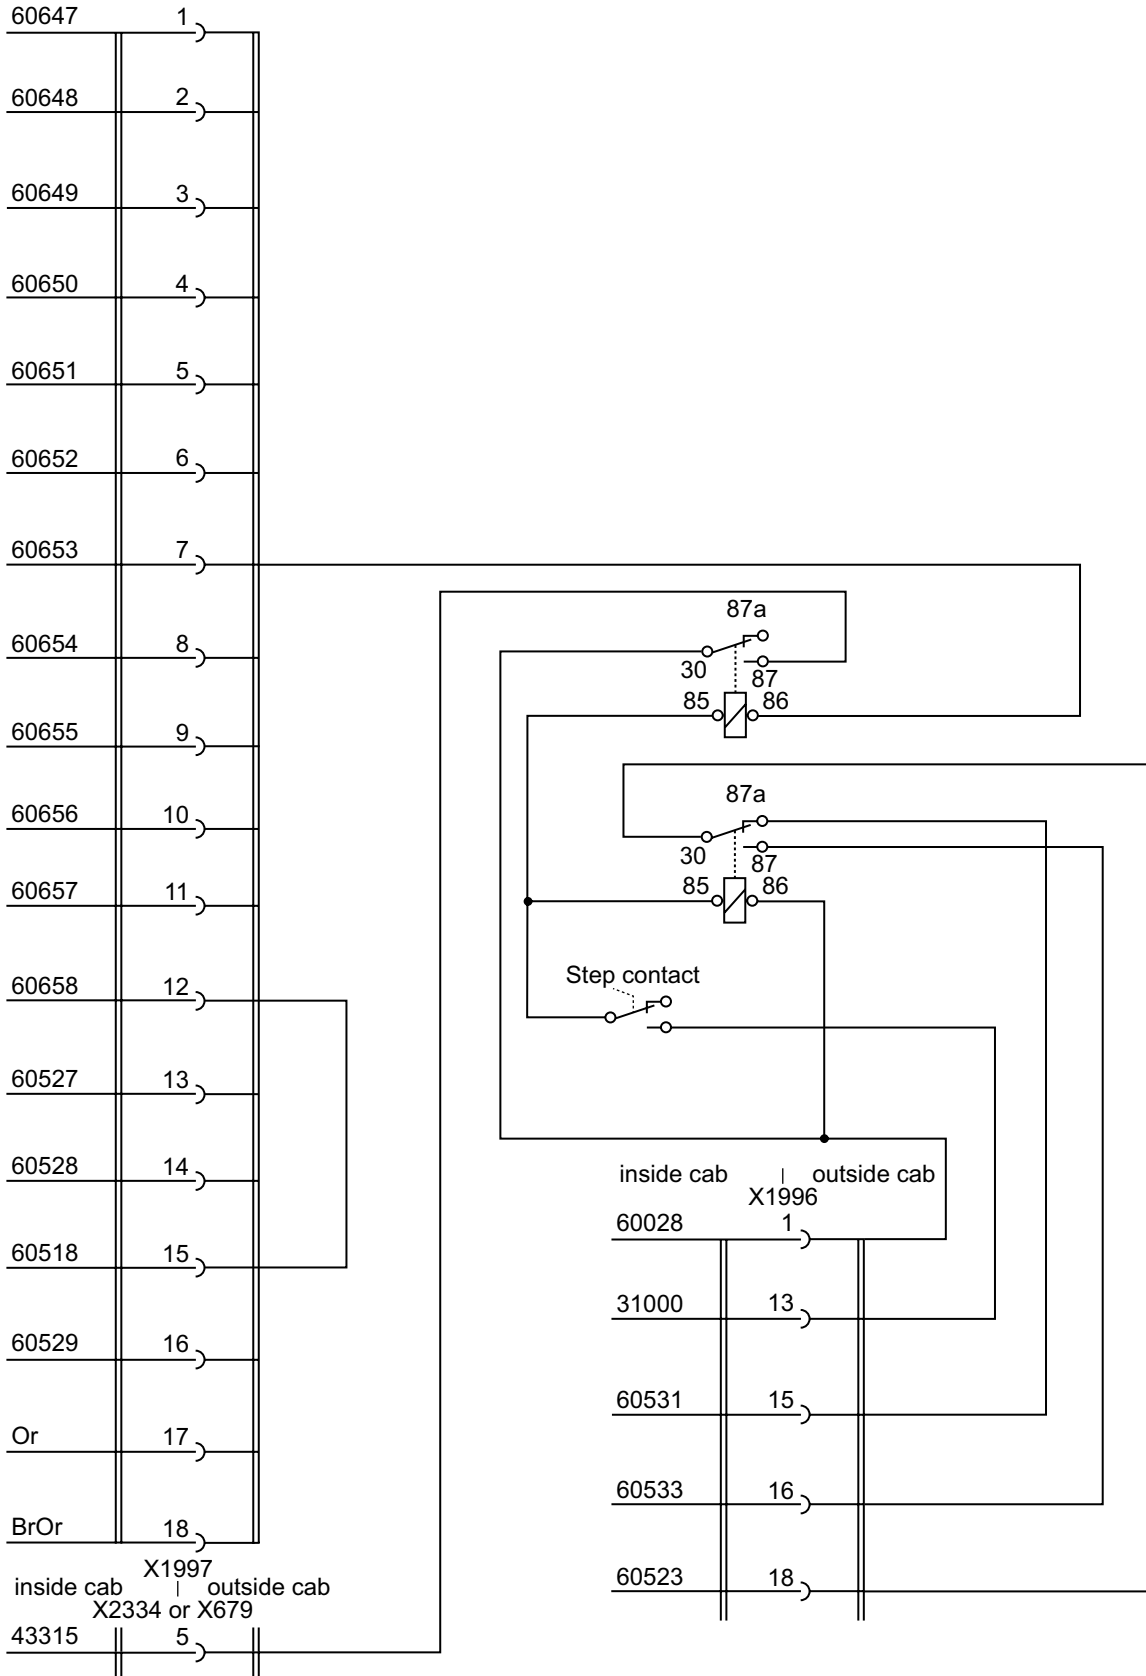 60647 1
60648 2
60649 3
60650 4
60651 5
60652 6
60653 7
60654 8
60655 9
60656 10
60657 11
60658 12
60527 13
60528 14
60518 15
60529 16
Or 17
BrOr 18
X1997
inside cab | outside cab
X2334 or X679
43315 5
87a
30 87
85 86
87a
30 87
85 86
Step contact
inside cab | outside cab
X1996
60028 1
31000 13
60531 15
60533 16
60523 18